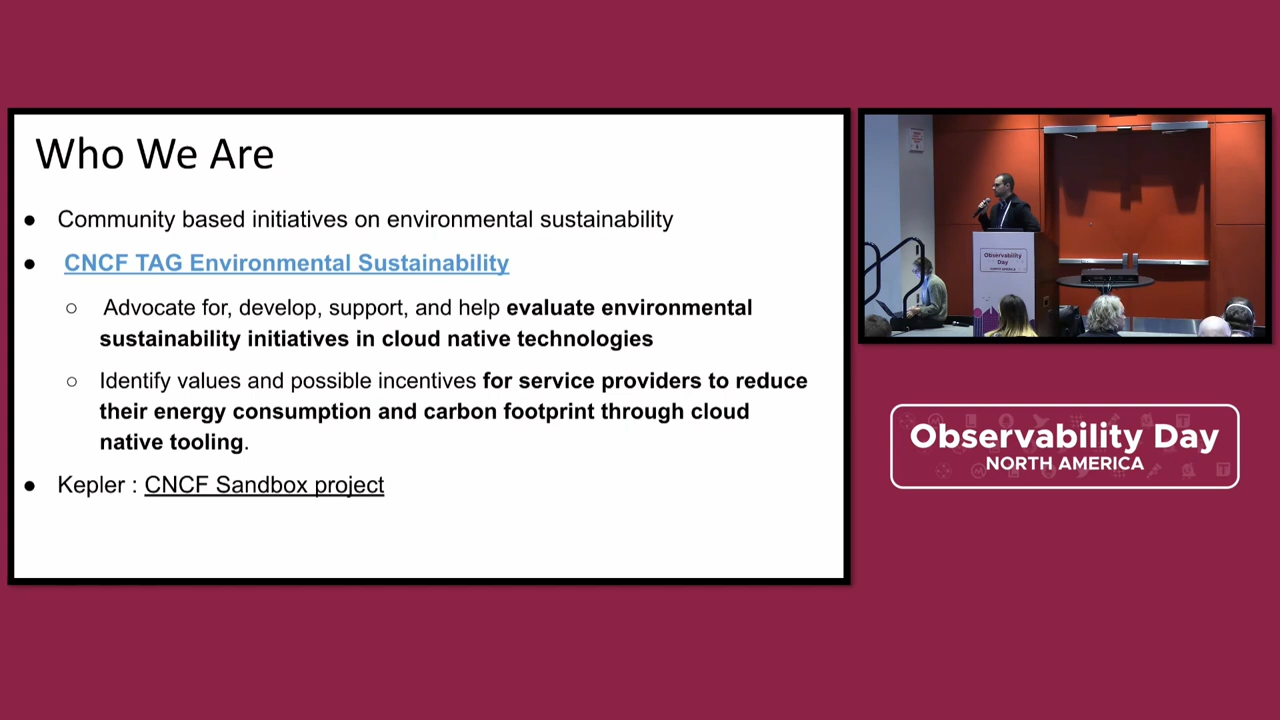 Who We Are
● Community based initiatives on environmental sustainability
● CNCF TAG Environmental Sustainability
○ Advocate for, develop, support, and help evaluate environmental
sustainability initiatives in cloud native technologies
○ Identify values and possible incentives for service providers to reduce
their energy consumption and carbon footprint through cloud
native tooling.
● Kepler : CNCF Sandbox project
Observability
Day
NORTH AMERICA
Observability Day
NORTH AMERICA